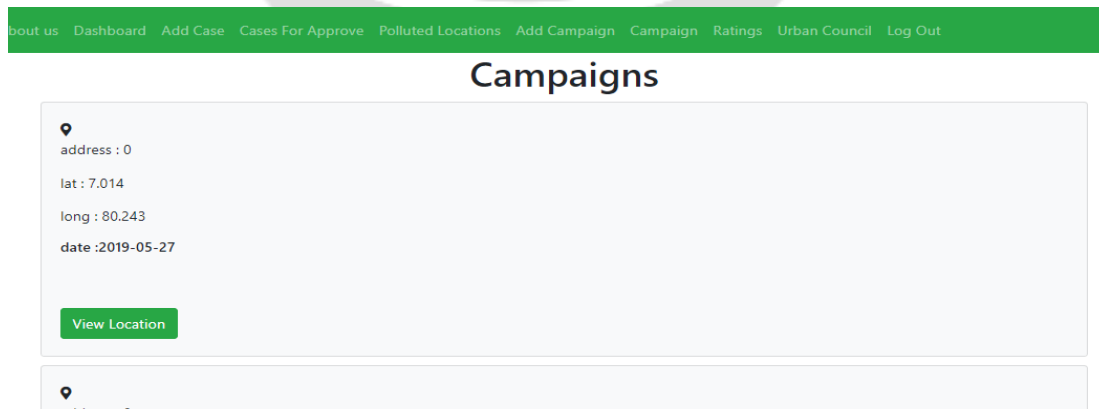 bout us Dashboard Add Case Cases For Approve Polluted Locations Add Campaign Campaign Ratings Urban Council Log Out
Campaigns
address : 0
lat : 7.014
long : 80.243
date :2019-05-27
View Location